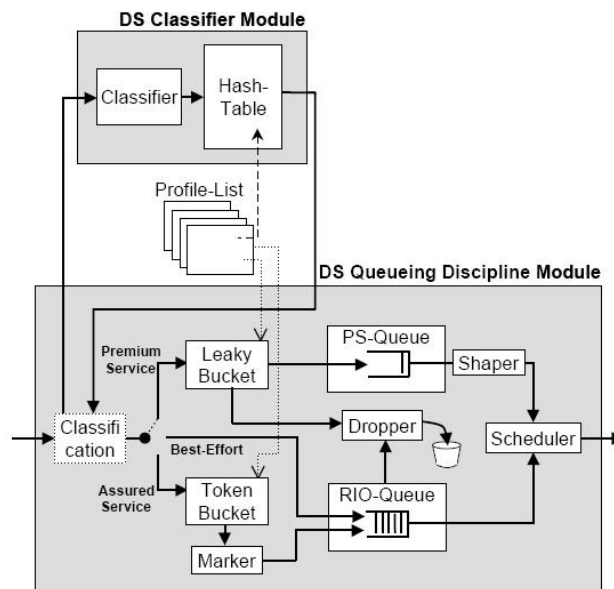 DS Classifier Module
Classifier
Hash-
Table
Profile-List
DS Queueing Discipline Module
Premium
Service
Leaky
Bucket
PS-Queue
Shaper
Classifi
cation
Best-Effort
Dropper
Scheduler
Assured
Service
Token
Bucket
RIO-Queue
Marker